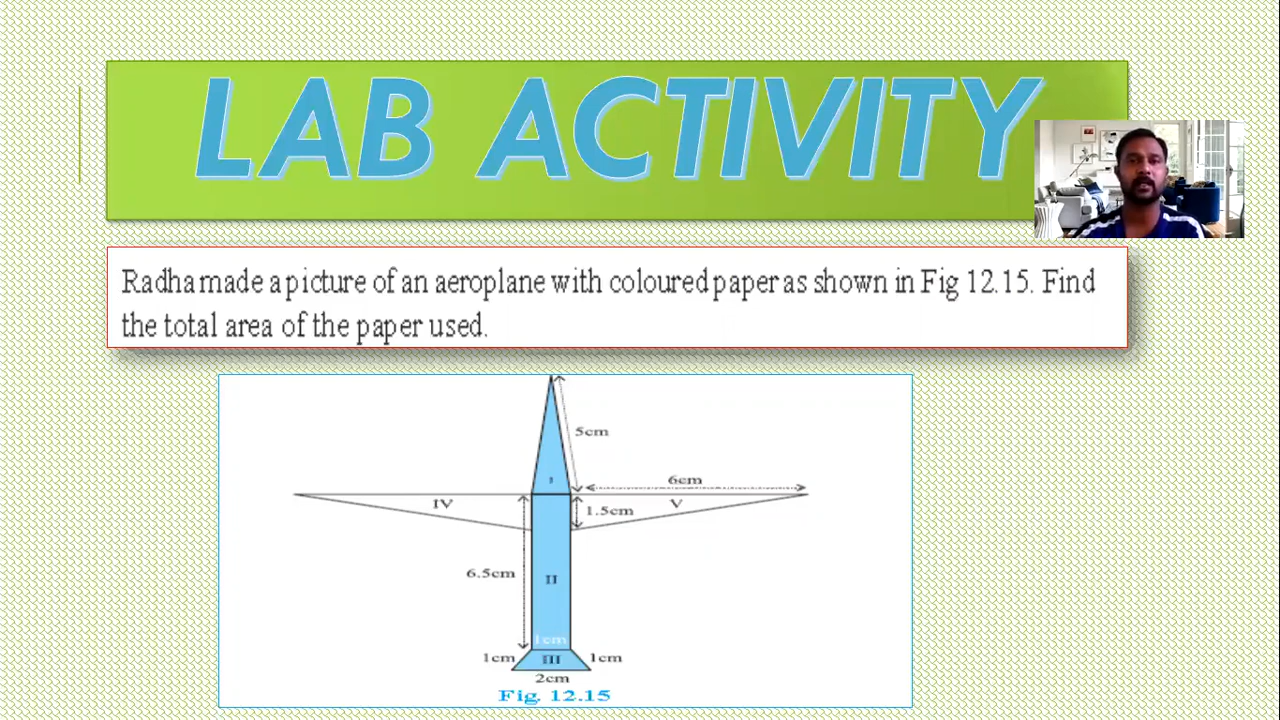 LAB ACTIVITY
Radha made a picture of an aeroplane with coloured paper as shown in Fig 12.15. Find
the total area of the paper used.
5cm
I
6cm
IV
V
1.5cm
6.5cm
II
1cm
1cm
III
1cm
2cm
Fig. 12.15